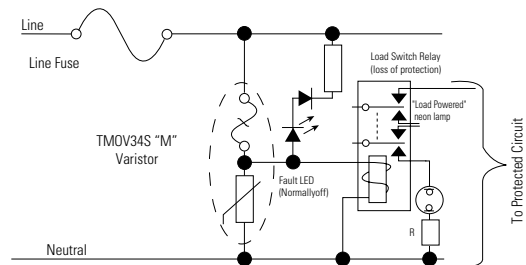 Line
Line Fuse
Load Switch Relay
(loss of protection)
"Load Powered"
neon lamp
TMOV34S "M"
Varistor
Fault LED
(Normallyoff)
R
Neutral
To Protected Circuit